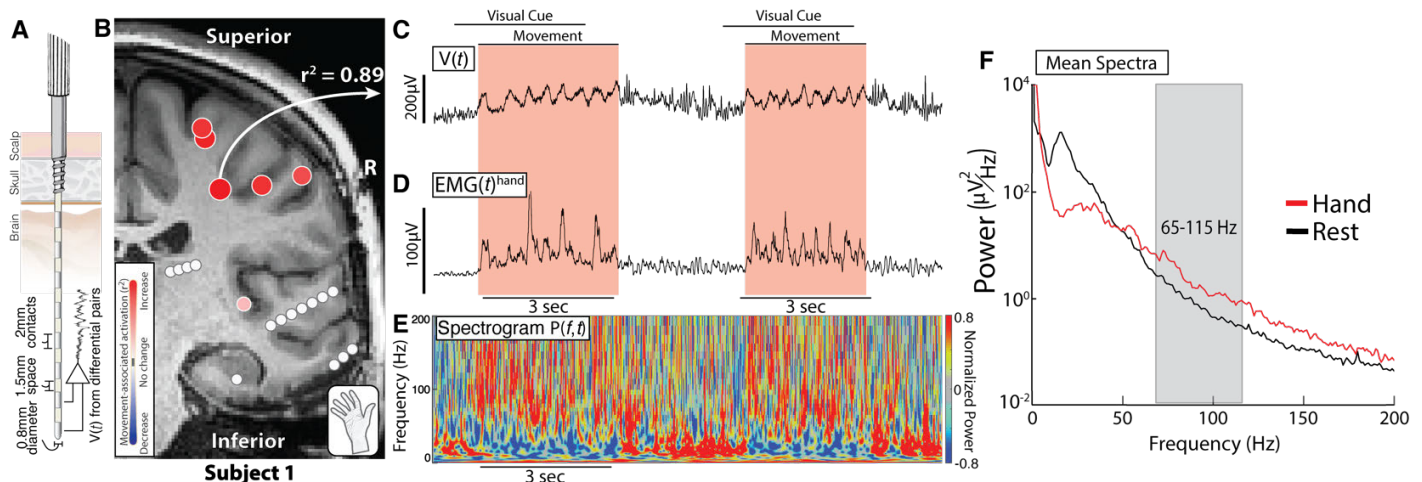 A
Scalp
Skull
Brain
2mm
contacts
1.5mm
space
0.8mm
diameter
V(t) from
differential pairs
B
Superior
r² = 0.89
R
Movement-associated activation (r²)
Increase
No change
Decrease
Inferior
Subject 1
C
Visual Cue
Visual Cue
Movement
Movement
V(t)
200µV
D
EMG(t)hand
100µV
3 sec
3 sec
E
Spectrogram P(f,t)
Frequency (Hz)
200
100
0
0.8
0
-0.8
Normalized Power
3 sec
F
Mean Spectra
Power (µV²/Hz)
10⁴
10²
10⁰
10⁻²
65-115 Hz
Hand
Rest
0
50
100
150
200
Frequency (Hz)